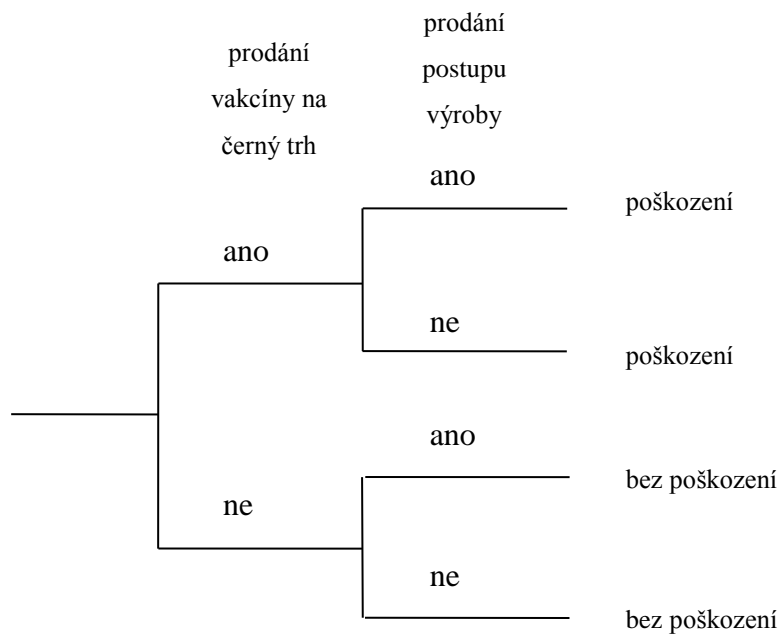 prodání
vakcíny na
černý trh
prodání
postupu
výroby
ano
poškození
ano
ne
poškození
ano
bez poškození
ne
ne
bez poškození